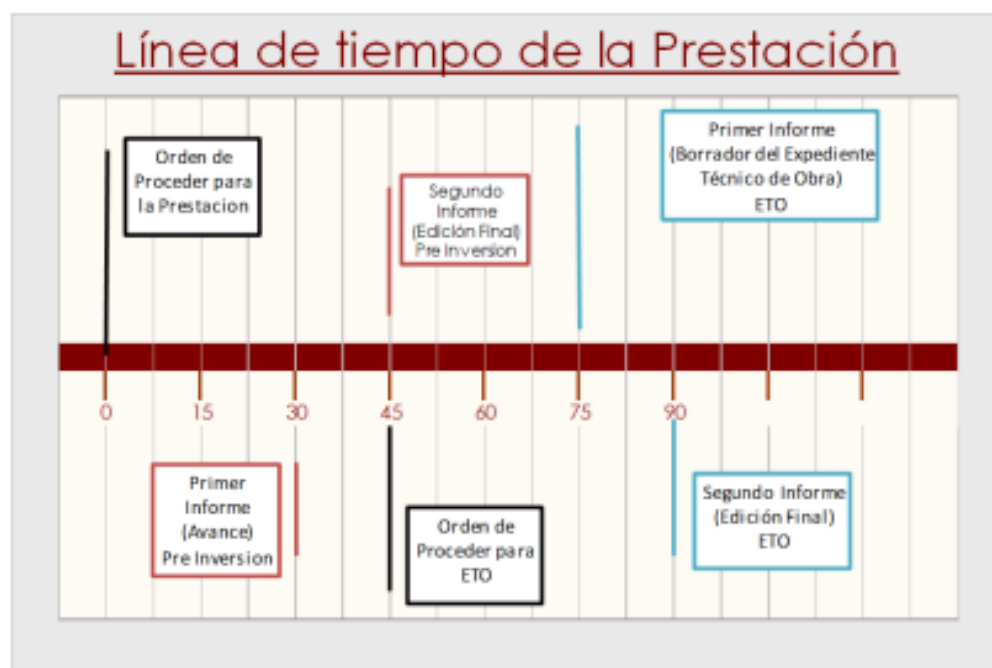 Línea de tiempo de la Prestación
Orden de
Proceder para
la Prestacion
Segundo
Informe
(Edición Final)
Pre Inversion
Primer Informe
(Borrador del Expediente
Técnico de Obra)
ETO
0 15 30 45 60 75 90
Primer
Informe
(Avance)
Pre Inversion
Orden de
Proceder para
ETO
Segundo Informe
(Edición Final)
ETO